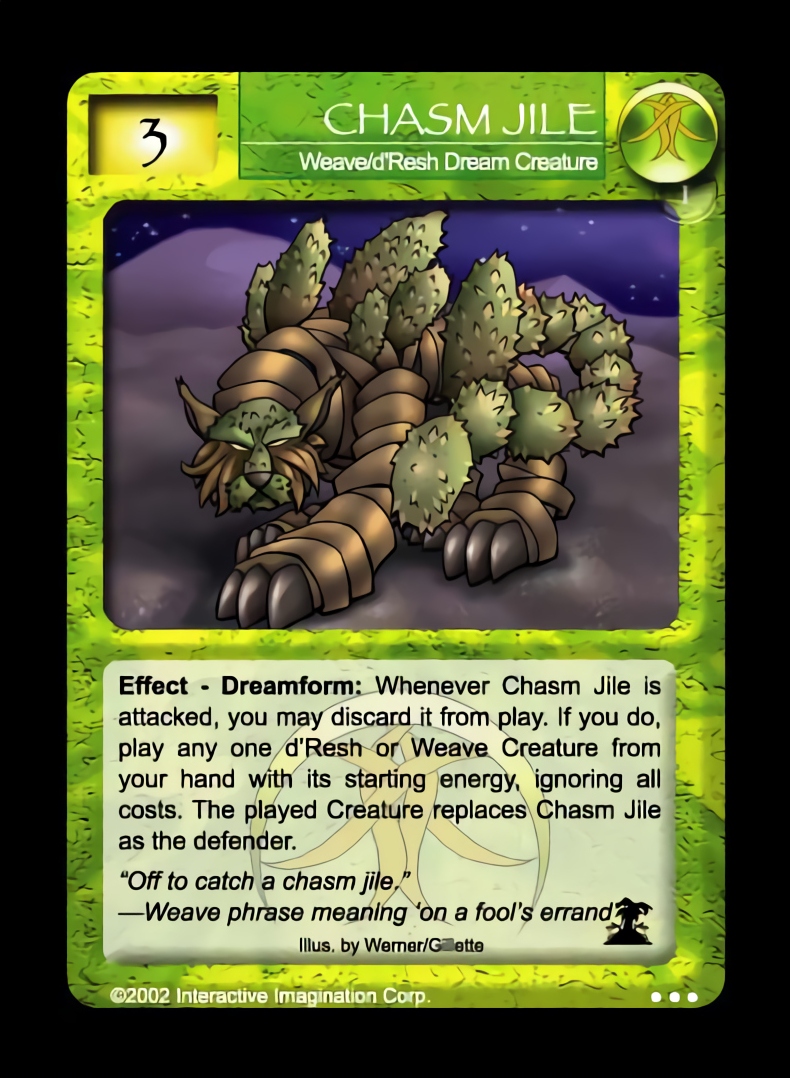 3
CHASM JILE
Weave/d'Resh Dream Creature
1
Effect - Dreamform: Whenever Chasm Jile is
attacked, you may discard it from play. If you do,
play any one d'Resh or Weave Creature from
your hand with its starting energy, ignoring all
costs. The played Creature replaces Chasm Jile
as the defender.
"Off to catch a chasm jile."
—Weave phrase meaning 'on a fool's errand'
Illus. by
©2002 Interactive Imagination Corp.